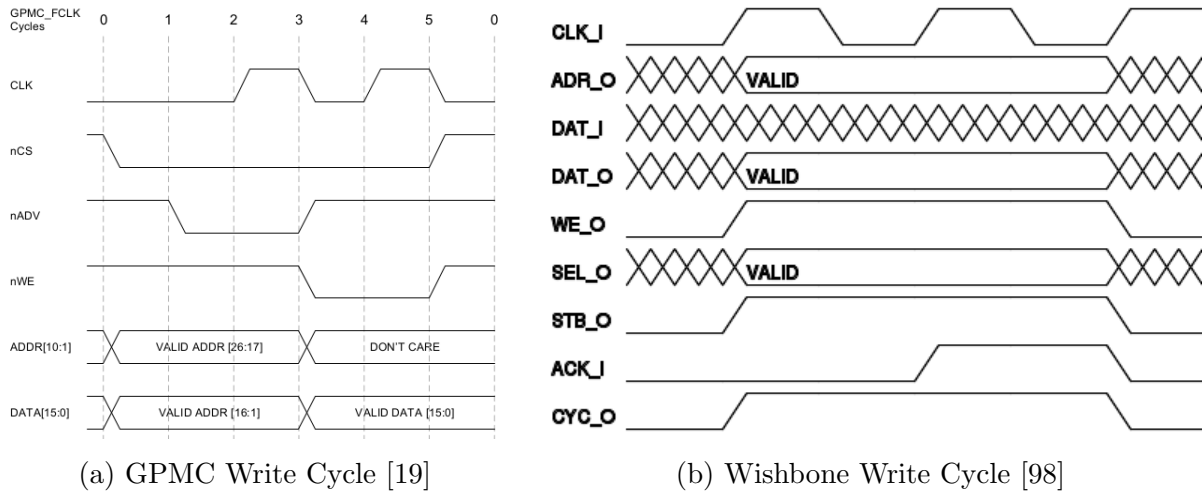 GPMC_FCLK
Cycles
0 1 2 3 4 5 0
CLK
nCS
nADV
nWE
ADDR[10:1] VALID ADDR [26:17] DON'T CARE
DATA[15:0] VALID ADDR [16:1] VALID DATA [15:0]
(a) GPMC Write Cycle [19]
CLK_I
ADR_O VALID
DAT_I
DAT_O VALID
WE_O
SEL_O VALID
STB_O
ACK_I
CYC_O
(b) Wishbone Write Cycle [98]